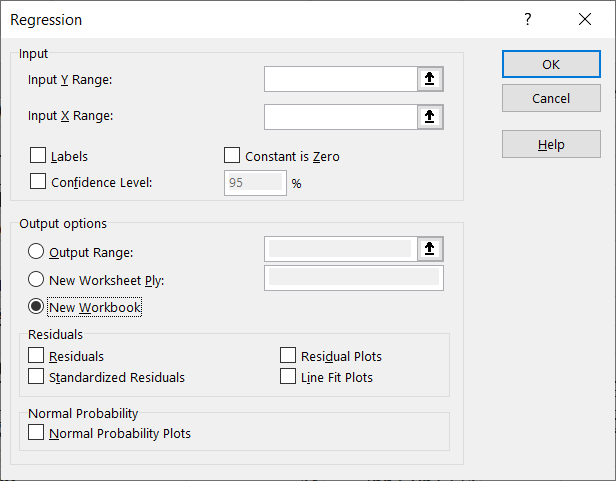 Regression ?
Input
OK
Input Y Range:
Cancel
Input X Range:
Help
Labels Constant is Zero
Confidence Level: 95 %
Output options
Output Range:
New Worksheet Ply:
New Workbook
Residuals
Residuals Residual Plots
Standardized Residuals Line Fit Plots
Normal Probability
Normal Probability Plots